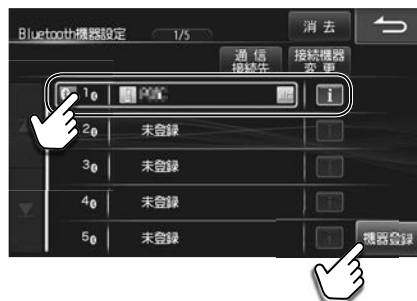 Bluetooth機器設定 1/5 消去
通信接続先 接続機器変更
1 i
2 未登録
3 未登録
4 未登録
5 未登録 機器登録